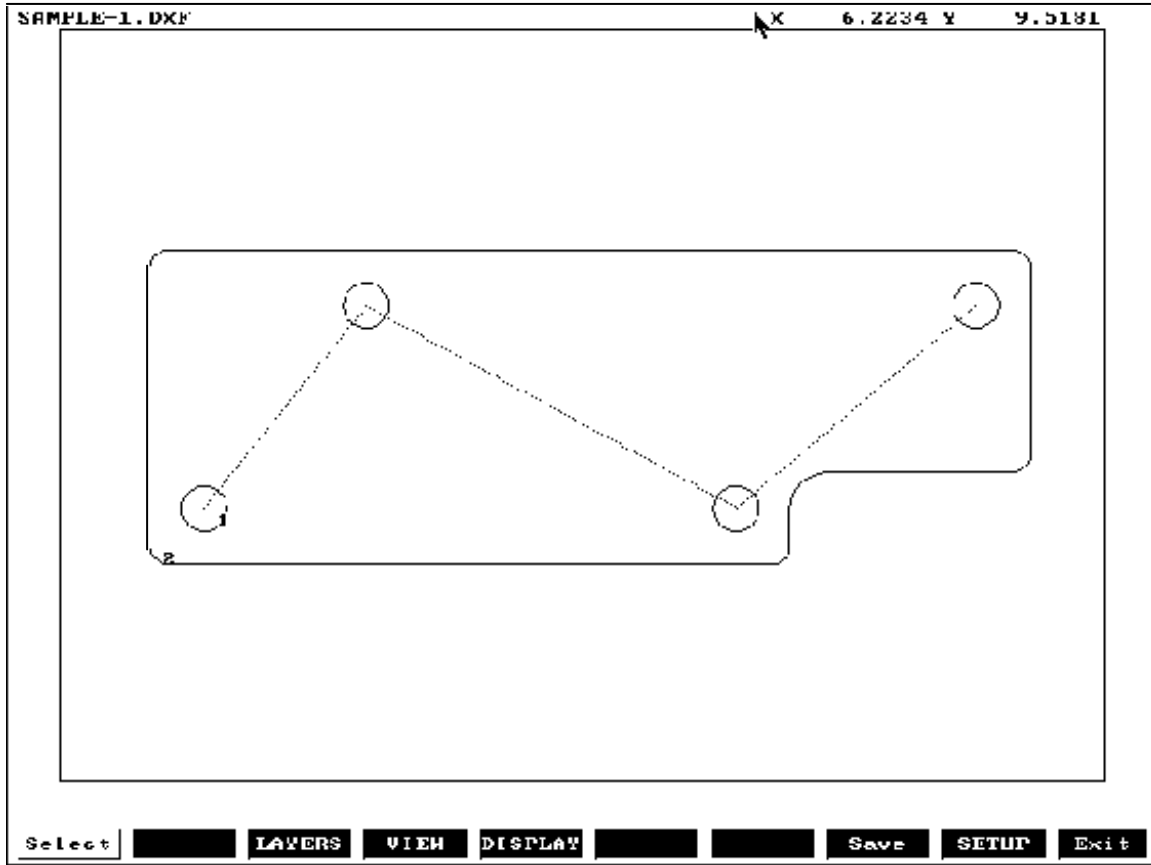 SAMPLE-1.DXF X 6.2234 Y 9.5181
1
2
Select LAYERS VIEW DISPLAY Save SETUP Exit